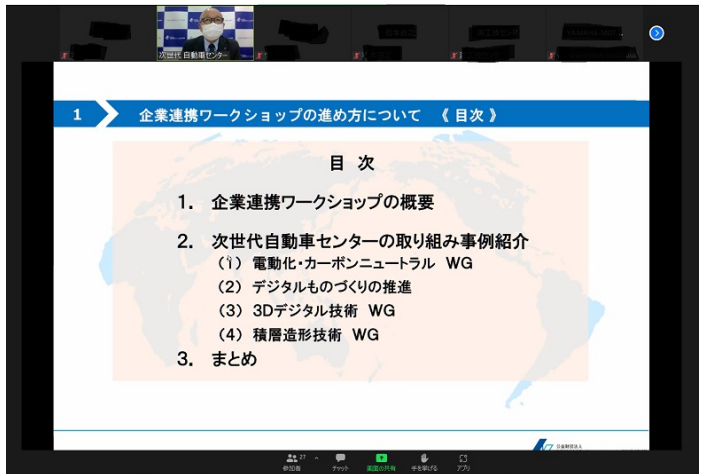 次世代 自動車センター
1 企業連携ワークショップの進め方について 《 目次 》
目 次
1. 企業連携ワークショップの概要
2. 次世代自動車センターの取り組み事例紹介
(1) 電動化・カーボンニュートラル WG
(2) デジタルものづくりの推進
(3) 3Dデジタル技術 WG
(4) 積層造形技術 WG
3. まとめ
公益財団法人
27
参加者 チャット 画面の共有 手を挙げる アプリ